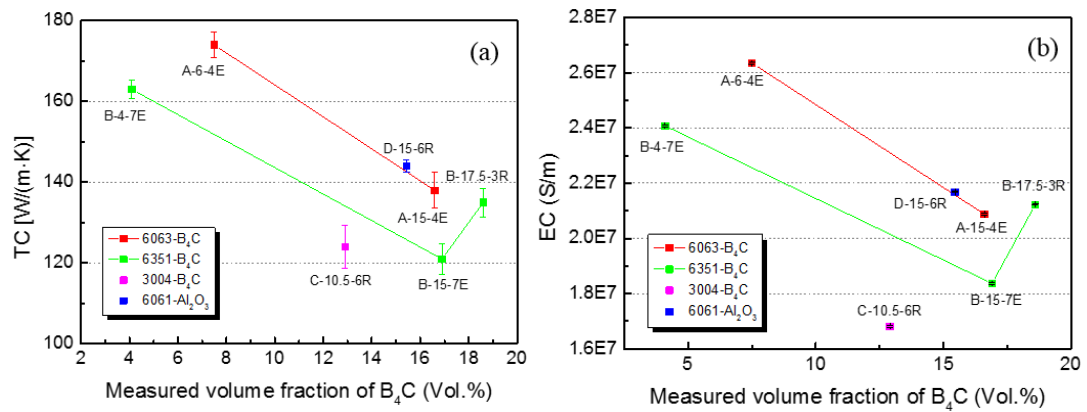 (a)
TC [W/(m·K)]
180
160
140
120
100
A-6-4E
B-4-7E
D-15-6R
B-17.5-3R
A-15-4E
C-10.5-6R
B-15-7E
6063-B₄C
6351-B₄C
3004-B₄C
6061-Al₂O₃
2 4 6 8 10 12 14 16 18 20
Measured volume fraction of B₄C (Vol.%)
(b)
EC (S/m)
2.8E7
2.6E7
2.4E7
2.2E7
2.0E7
1.8E7
1.6E7
A-6-4E
B-4-7E
B-17.5-3R
D-15-6R
A-15-4E
B-15-7E
C-10.5-6R
6063-B₄C
6351-B₄C
3004-B₄C
6061-Al₂O₃
5 10 15 20
Measured volume fraction of B₄C (Vol.%)